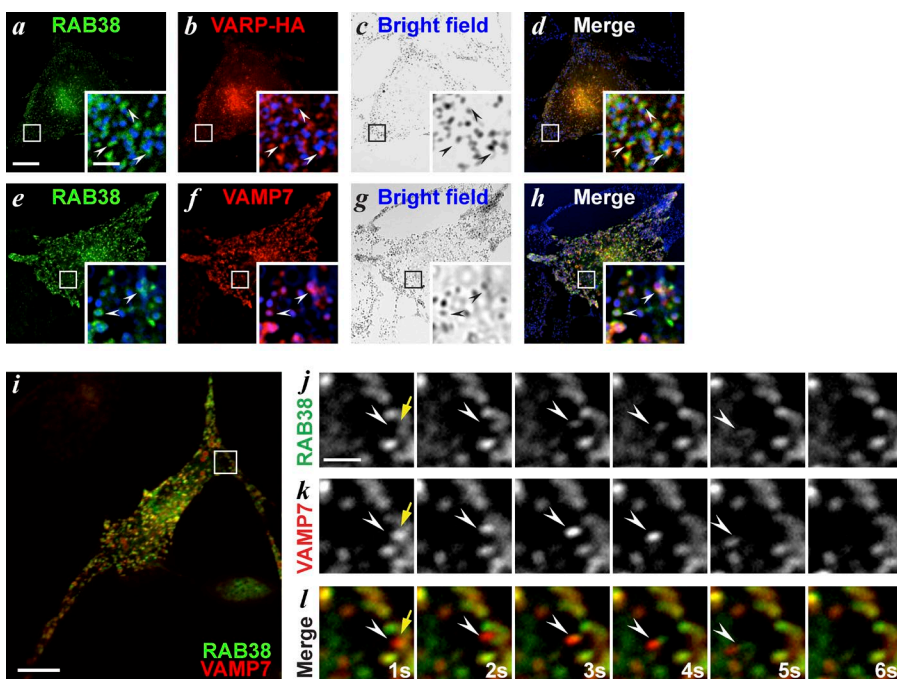 a RAB38
b VARP-HA
c Bright field
d Merge
e RAB38
f VAMP7
g Bright field
h Merge
i
RAB38
VAMP7
j
RAB38
k
VAMP7
l
Merge
1s
2s
3s
4s
5s
6s